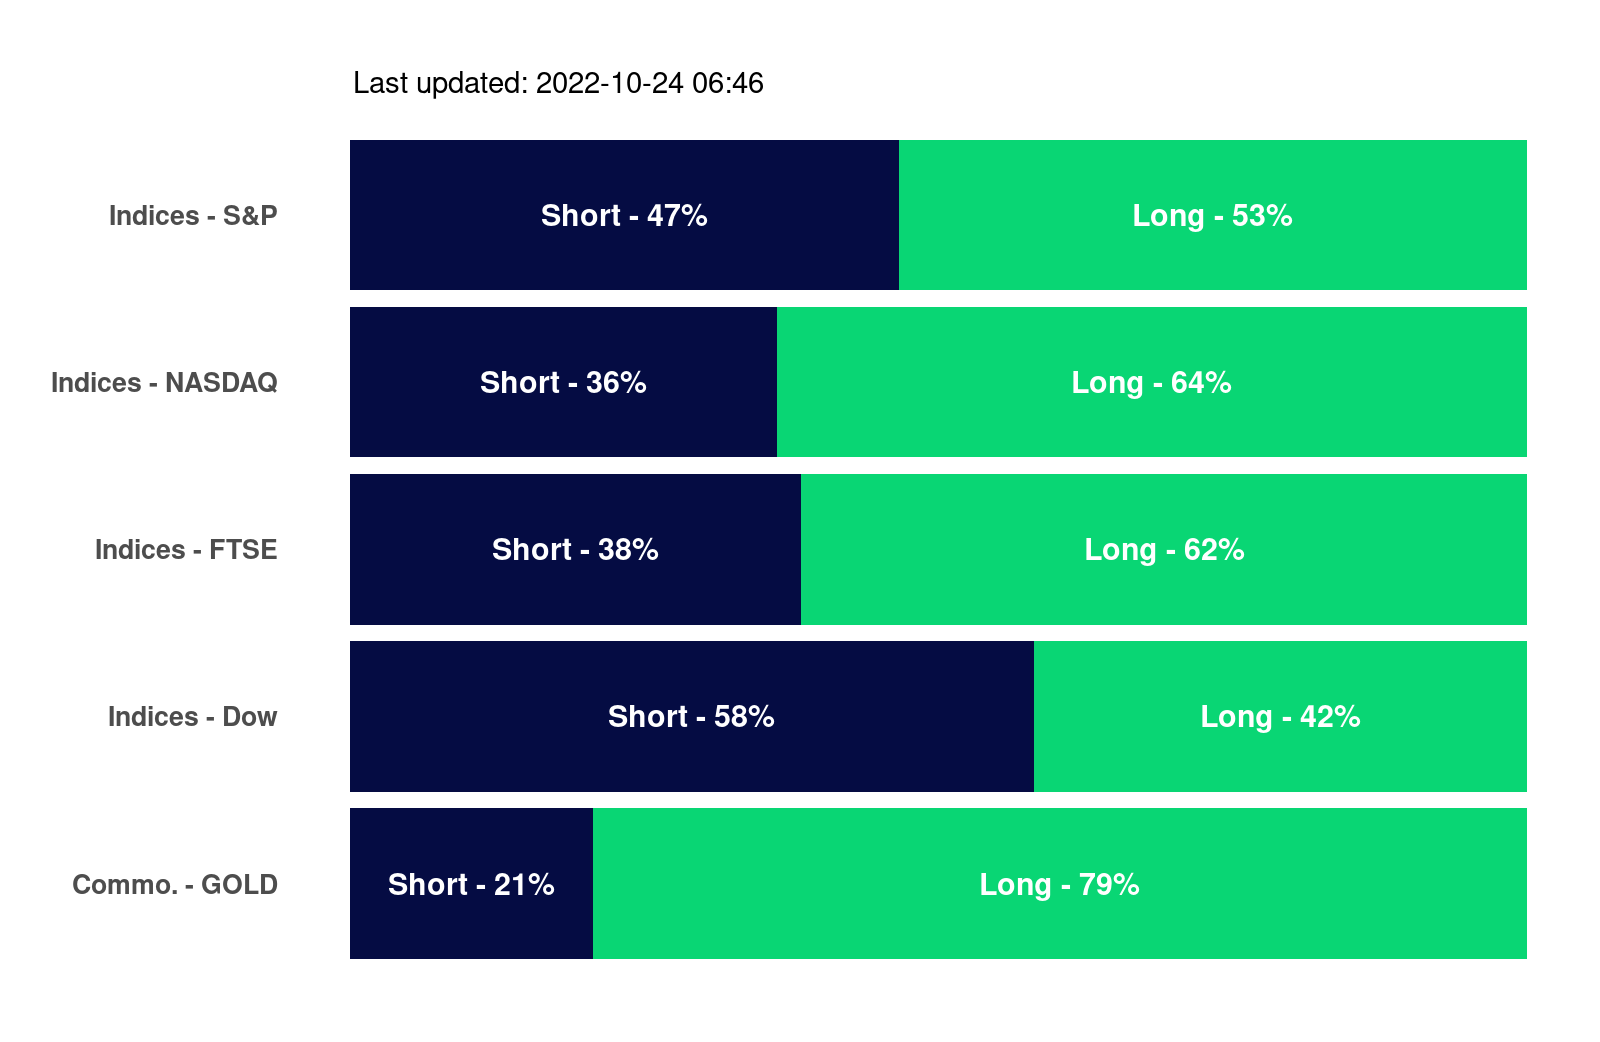 Last updated: 2022-10-24 06:46
Indices - S&P Short - 47% Long - 53%
Indices - NASDAQ Short - 36% Long - 64%
Indices - FTSE Short - 38% Long - 62%
Indices - Dow Short - 58% Long - 42%
Commo. - GOLD Short - 21% Long - 79%